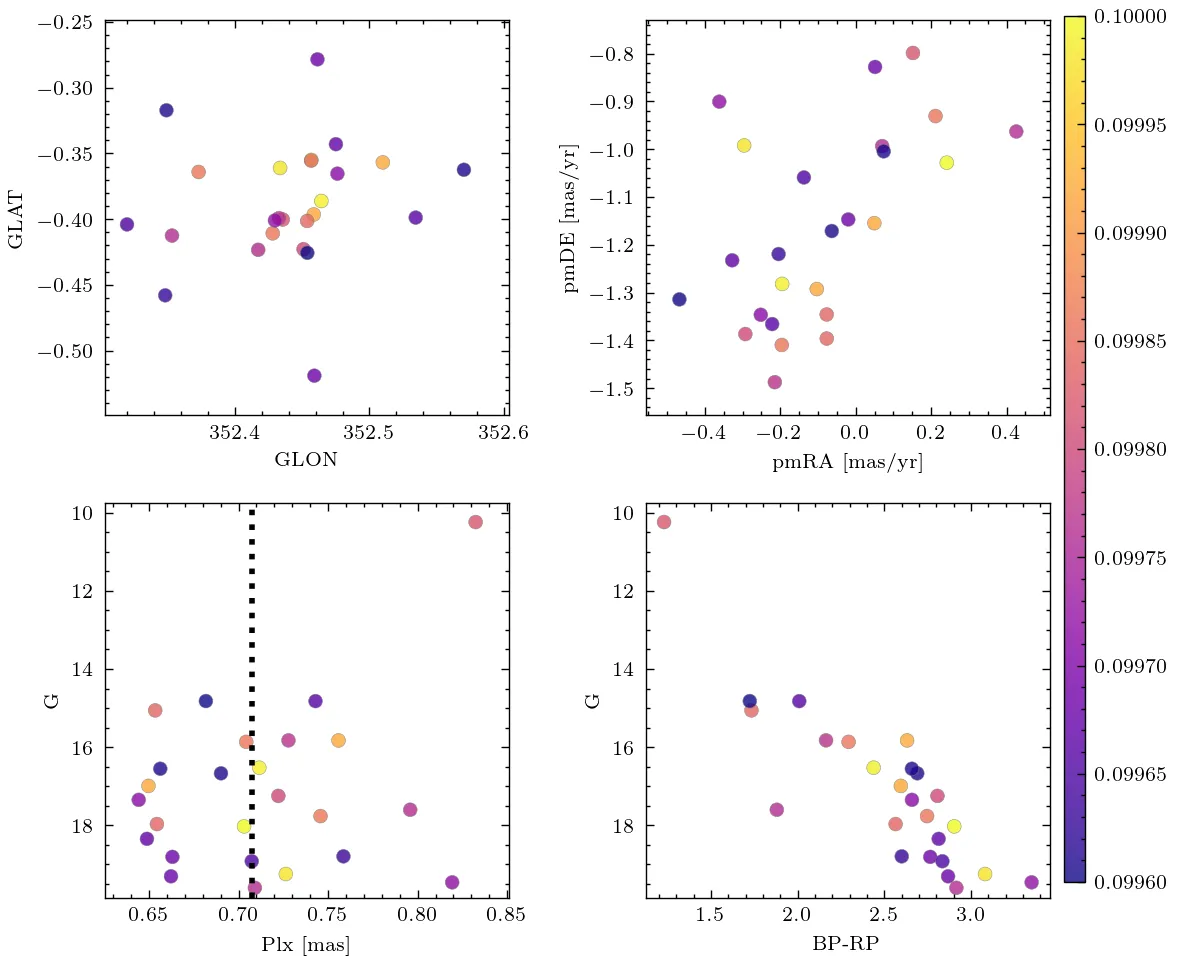 −0.25
−0.30
−0.35
−0.40
−0.45
−0.50
GLAT
352.4 352.5 352.6
GLON
−0.8
−0.9
−1.0
−1.1
−1.2
−1.3
−1.4
−1.5
pmDE [mas/yr]
−0.4 −0.2 0.0 0.2 0.4
pmRA [mas/yr]
10
12
14
16
18
G
0.65 0.70 0.75 0.80 0.85
Plx [mas]
10
12
14
16
18
G
1.5 2.0 2.5 3.0
BP-RP
0.10000
0.09995
0.09990
0.09985
0.09980
0.09975
0.09970
0.09965
0.09960